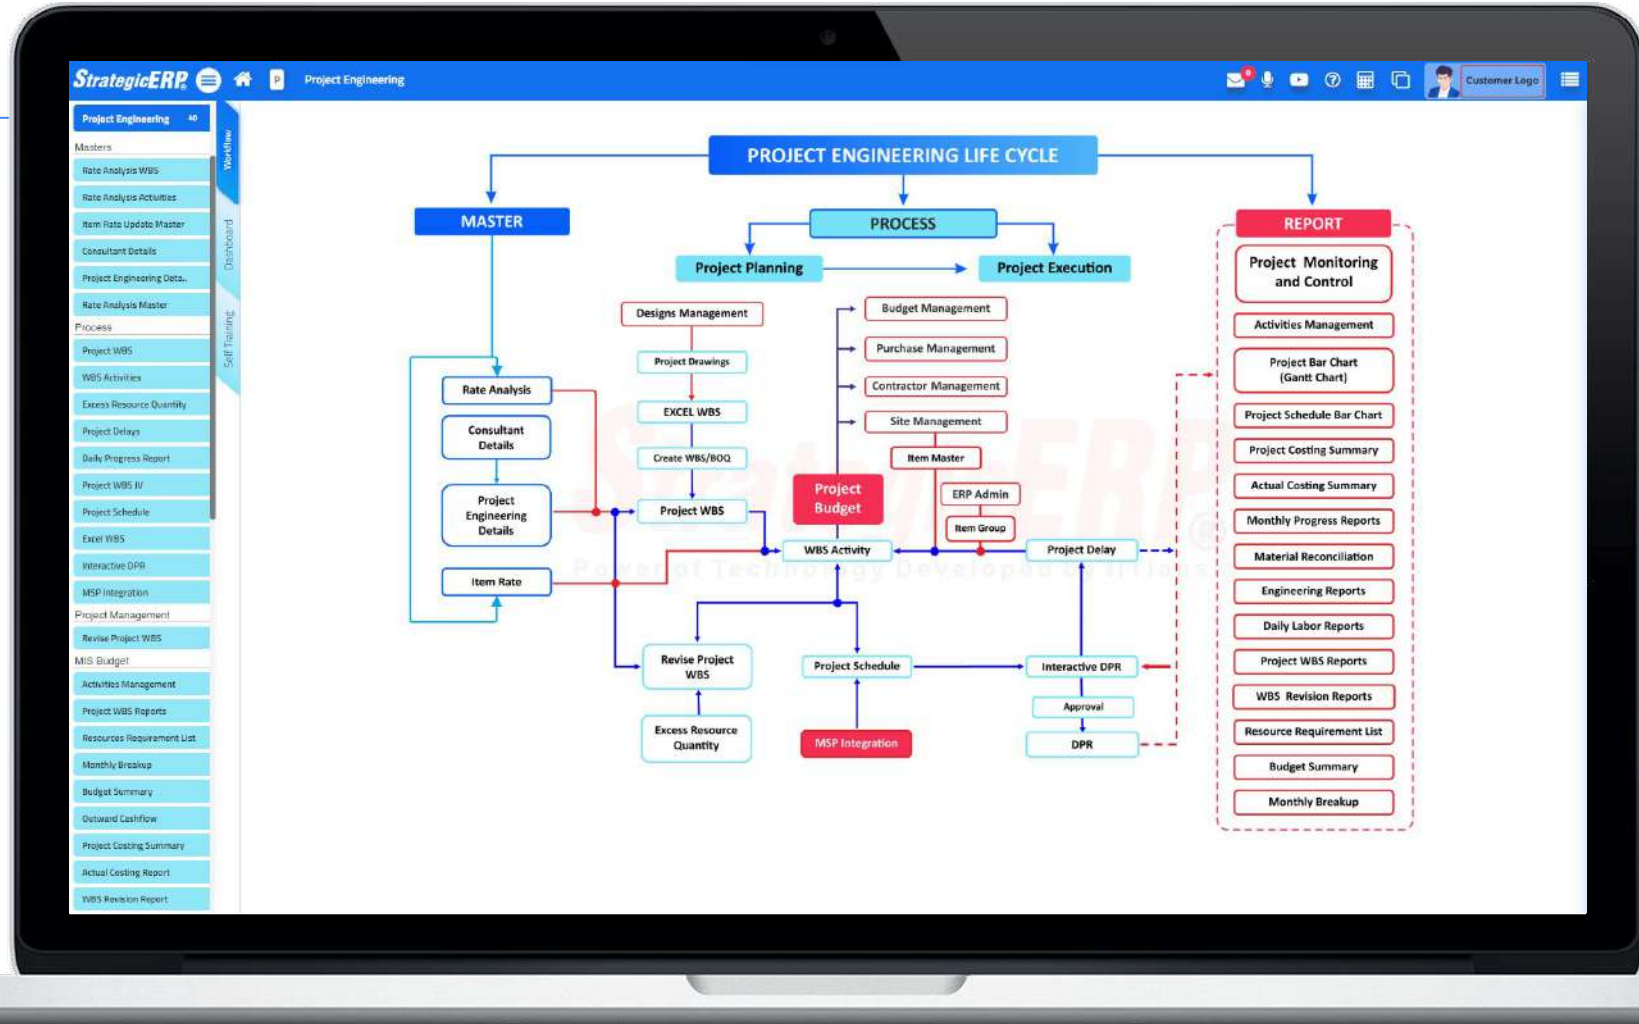 StrategicERP
P
Project Engineering
Customer Logo
Project Engineering 40
Masters
Rate Analysis WBS
Rate Analysis Activities
Item Rate Update Master
Consultant Details
Project Engineering Deta..
Rate Analysis Master
Process
Project WBS
WBS Activities
Excess Resource Quantity
Project Delays
Daily Progress Report
Project WBS IV
Project Schedule
Excel WBS
Interactive DPR
MSP Integration
Project Management
Revise Project WBS
MIS Budget
Activities Management
Project WBS Reports
Resources Requirement List
Monthly Breakup
Budget Summary
Outward Cashflow
Project Costing Summary
Actual Costing Report
WBS Revision Report
Workflow
Dashboard
Self Training
PROJECT ENGINEERING LIFE CYCLE
MASTER
PROCESS
REPORT
Project Planning
Project Execution
Rate Analysis
Consultant
Details
Project
Engineering
Details
Item Rate
Designs Management
Project Drawings
EXCEL WBS
Create WBS/BOQ
Project WBS
Budget Management
Purchase Management
Contractor Management
Site Management
Item Master
Project
Budget
ERP Admin
Item Group
WBS Activity
Project Delay
Revise Project
WBS
Project Schedule
Interactive DPR
Approval
DPR
Excess Resource
Quantity
MSP Integration
Project Monitoring
and Control
Activities Management
Project Bar Chart
(Gantt Chart)
Project Schedule Bar Chart
Project Costing Summary
Actual Costing Summary
Monthly Progress Reports
Material Reconciliation
Engineering Reports
Daily Labor Reports
Project WBS Reports
WBS Revision Reports
Resource Requirement List
Budget Summary
Monthly Breakup
StrategicERP
Power of Technology Developed by